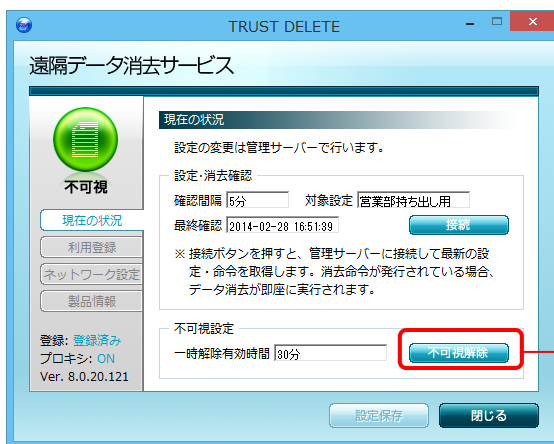 TRUST DELETE
遠隔データ消去サービス
不可視
現在の状況
利用登録
ネットワーク設定
製品情報
登録: 登録済み
プロキシ: ON
Ver. 8.0.20.121
現在の状況
設定の変更は管理サーバーで行います。
設定・消去確認
確認間隔 5分 対象設定 営業部持ち出し用
最終確認 2014-02-28 16:51:39 接続
※ 接続ボタンを押すと、管理サーバーに接続して最新の設
定・命令を取得します。消去命令が発行されている場合、
データ消去が即座に実行されます。
不可視設定
一時解除有効時間 30分 不可視解除
設定保存 閉じる